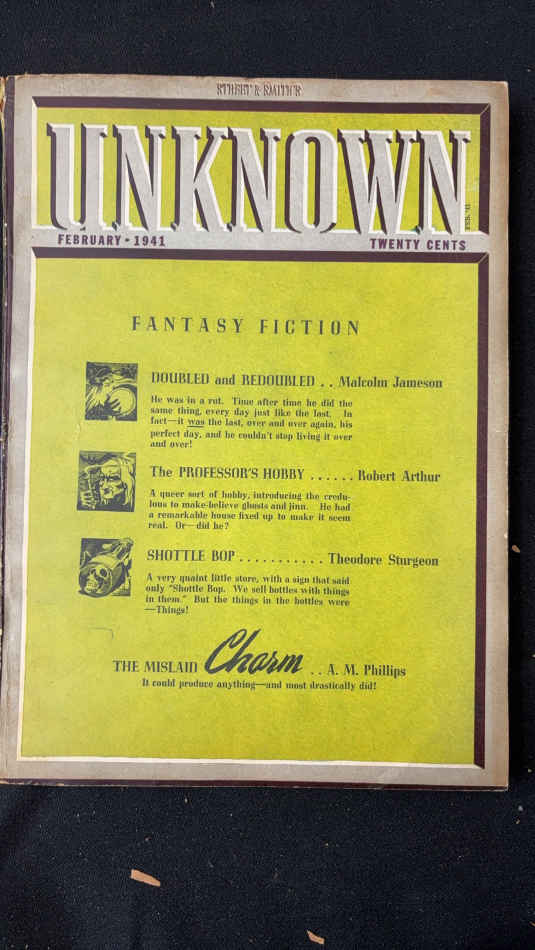 STREET & SMITH'S
UNKNOWN
FEB. '41
FEBRUARY • 1941
TWENTY CENTS
FANTASY FICTION
DOUBLED and REDOUBLED . . Malcolm Jameson
He was in a rut. Time after time he did the
same thing, every day just like the last. In
fact—it was the last, over and over again, his
perfect day, and he couldn't stop living it over
and over!
The PROFESSOR'S HOBBY . . . . . . Robert Arthur
A queer sort of hobby, introducing the credu-
lous to make-believe ghosts and jinn. He had
a remarkable house fixed up to make it seem
real. Or—did he?
SHOTTLE BOP . . . . . . . . . . . Theodore Sturgeon
A very quaint little store, with a sign that said
only "Shottle Bop. We sell bottles with things
in them." But the things in the bottles were
—Things!
THE MISLAID Charm . . A. M. Phillips
It could produce anything—and most drastically did!